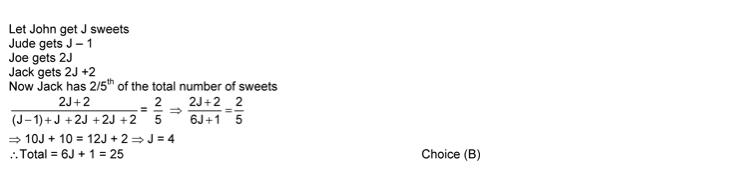 Let John get J sweets
Jude gets J – 1
Joe gets 2J
Jack gets 2J +2
Now Jack has 2/5th of the total number of sweets
(2J+2)/((J–1)+J +2J +2J +2) = 2/5 ⇒ (2J+2)/(6J+1) = 2/5
⇒ 10J + 10 = 12J + 2 ⇒ J = 4
∴Total = 6J + 1 = 25 Choice (B)